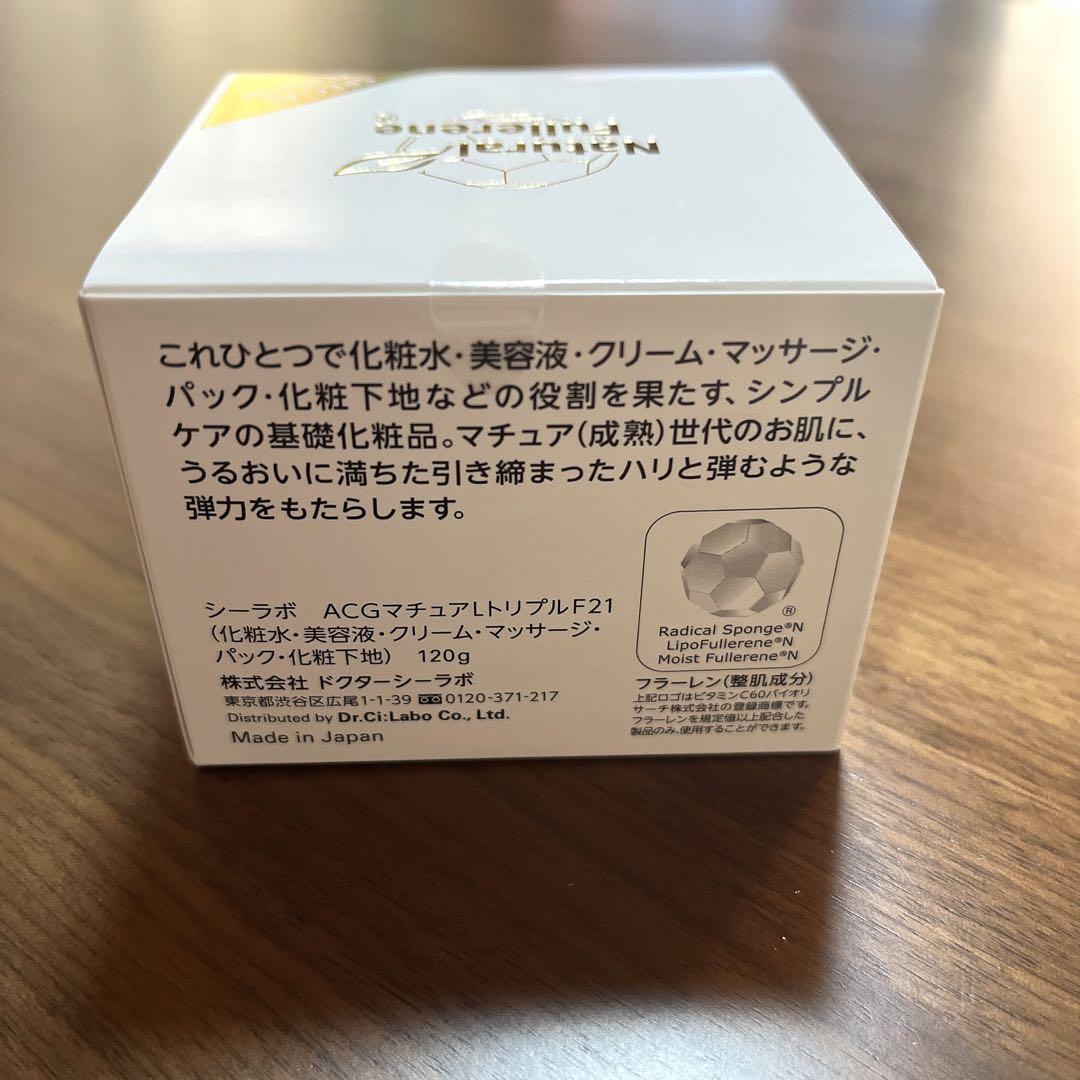 Natural
Fullerene
これひとつで化粧水・美容液・クリーム・マッサージ・
パック・化粧下地などの役割を果たす、シンプル
ケアの基礎化粧品。マチュア(成熟)世代のお肌に、
うるおいに満ちた引き締まったハリと弾むような
弾力をもたらします。
シーラボ ACGマチュアLトリプルF21
(化粧水・美容液・クリーム・マッサージ・
パック・化粧下地) 120g
株式会社 ドクターシーラボ
東京都渋谷区広尾1-1-39 0120-371-217
Distributed by Dr.Ci:Labo Co., Ltd.
Made in Japan
®
Radical Sponge®N
LipoFullerene®N
Moist Fullerene®N
フラーレン(整肌成分)
上記ロゴはビタミンC60バイオリ
サーチ株式会社の登録商標です。
フラーレンを規定値以上配合した
製品のみ、使用することができます。